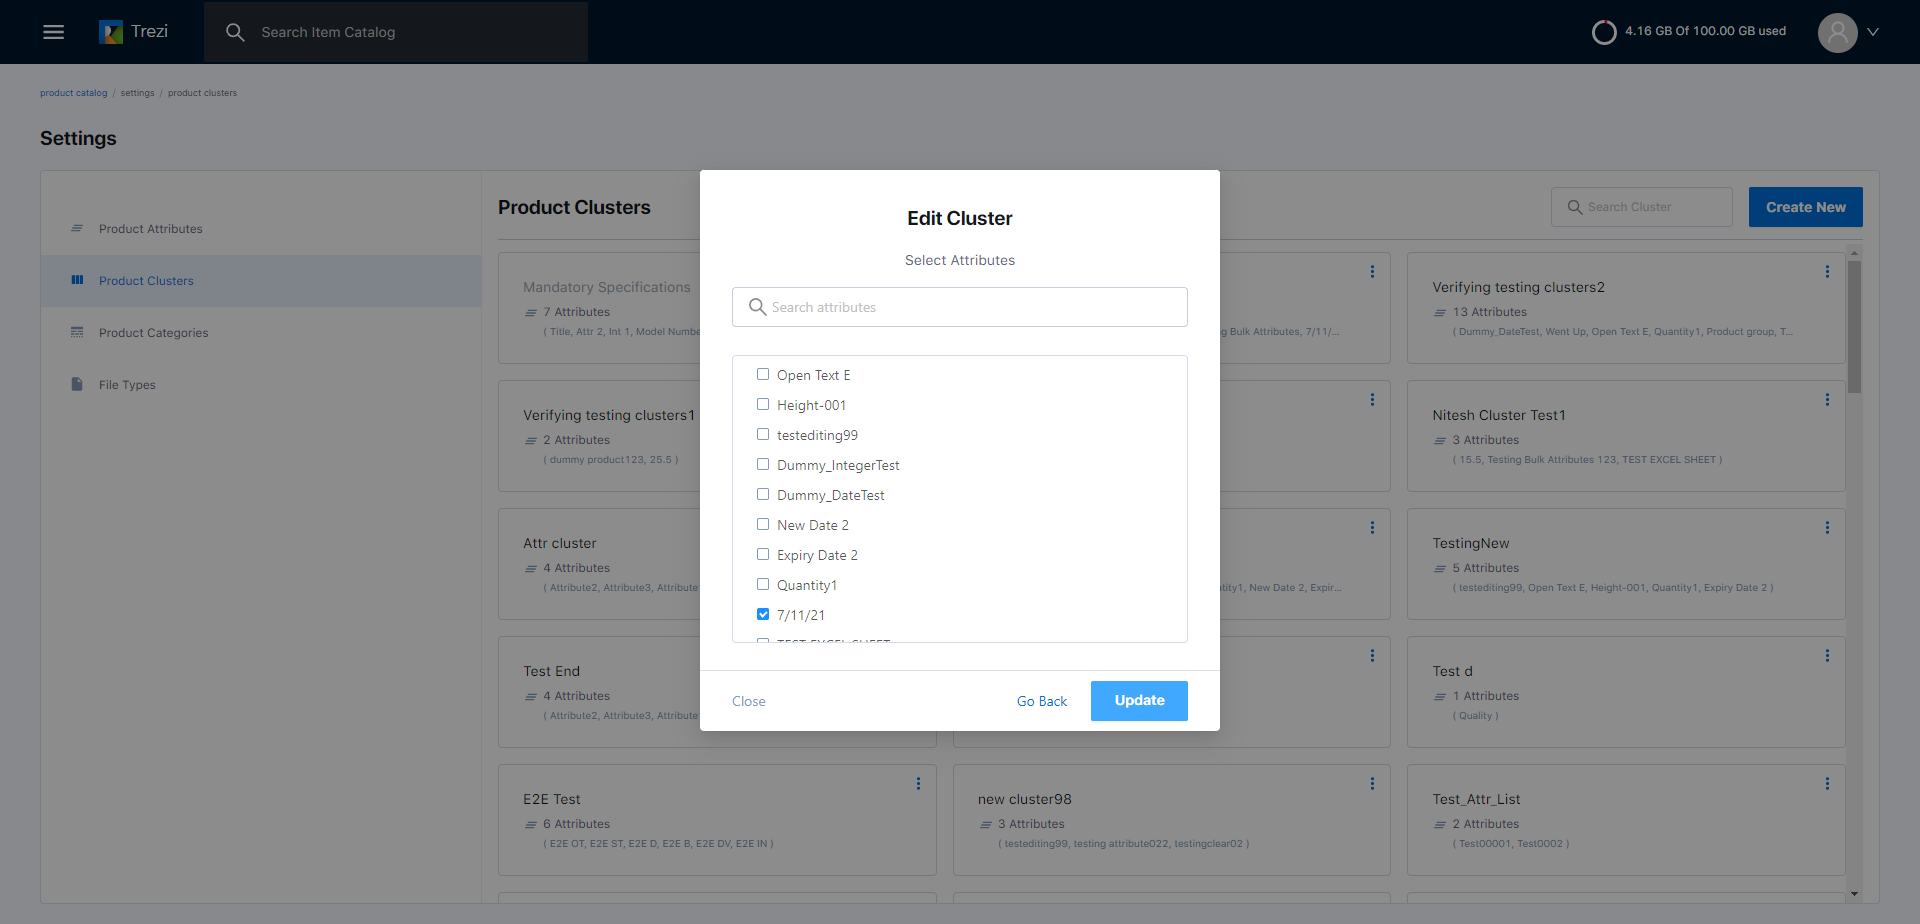 Trezi
Search Item Catalog
4.16 GB Of 100.00 GB used
product catalog / settings / product clusters
Settings
Product Attributes
Product Clusters
Product Categories
File Types
Product Clusters
Search Cluster
Create New
Mandatory Specifications
7 Attributes
( Title, Attr 2, Int 1, Model Numbe
g Bulk Attributes, 7/11/...
Verifying testing clusters2
13 Attributes
( Dummy_DateTest, Went Up, Open Text E, Quantity1, Product group, T...
Verifying testing clusters1
2 Attributes
( dummy product123, 25.5 )
Nitesh Cluster Test1
3 Attributes
( 15.5, Testing Bulk Attributes 123, TEST EXCEL SHEET )
Attr cluster
4 Attributes
( Attribute2, Attribute3, Attribute
tity1, New Date 2, Expir...
TestingNew
5 Attributes
( testediting99, Open Text E, Height-001, Quantity1, Expiry Date 2 )
Test End
4 Attributes
( Attribute2, Attribute3, Attribute
Test d
1 Attributes
( Quality )
E2E Test
6 Attributes
( E2E OT, E2E ST, E2E D, E2E B, E2E DV, E2E IN )
new cluster98
3 Attributes
( testediting99, testing attribute022, testingclear02 )
Test_Attr_List
2 Attributes
( Test00001, Test0002 )
Edit Cluster
Select Attributes
Search attributes
Open Text E
Height-001
testediting99
Dummy_IntegerTest
Dummy_DateTest
New Date 2
Expiry Date 2
Quantity1
7/11/21
TEST EXCEL SHEET
Close
Go Back
Update